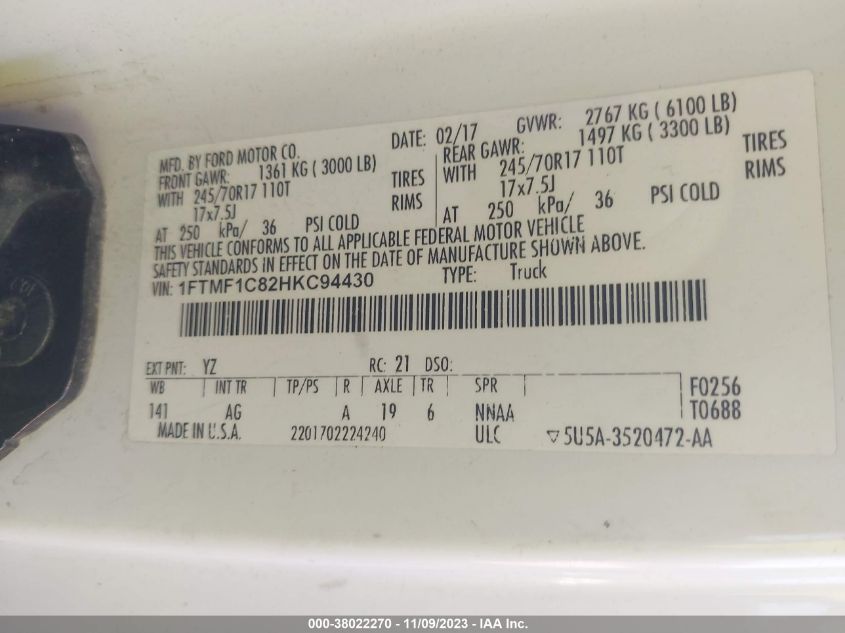 MFD. BY FORD MOTOR CO. DATE: 02/17 GVWR: 2767 KG ( 6100 LB)
FRONT GAWR: 1361 KG ( 3000 LB) REAR GAWR: 1497 KG ( 3300 LB)
WITH 245/70R17 110T TIRES WITH 245/70R17 110T TIRES
17x7.5J RIMS 17x7.5J RIMS
AT 250 kPa/ 36 PSI COLD AT 250 kPa/ 36 PSI COLD
THIS VEHICLE CONFORMS TO ALL APPLICABLE FEDERAL MOTOR VEHICLE
SAFETY STANDARDS IN EFFECT ON THE DATE OF MANUFACTURE SHOWN ABOVE.
VIN: 1FTMF1C82HKC94430 TYPE: Truck
EXT PNT: YZ RC: 21 DSO:
WB INT TR TP/PS R AXLE TR SPR F0256
141 AG A 19 6 NNAA T0688
MADE IN U.S.A. 2201702224240 ULC 5U5A-3520472-AA
000-38022270 - 11/09/2023 - IAA Inc.